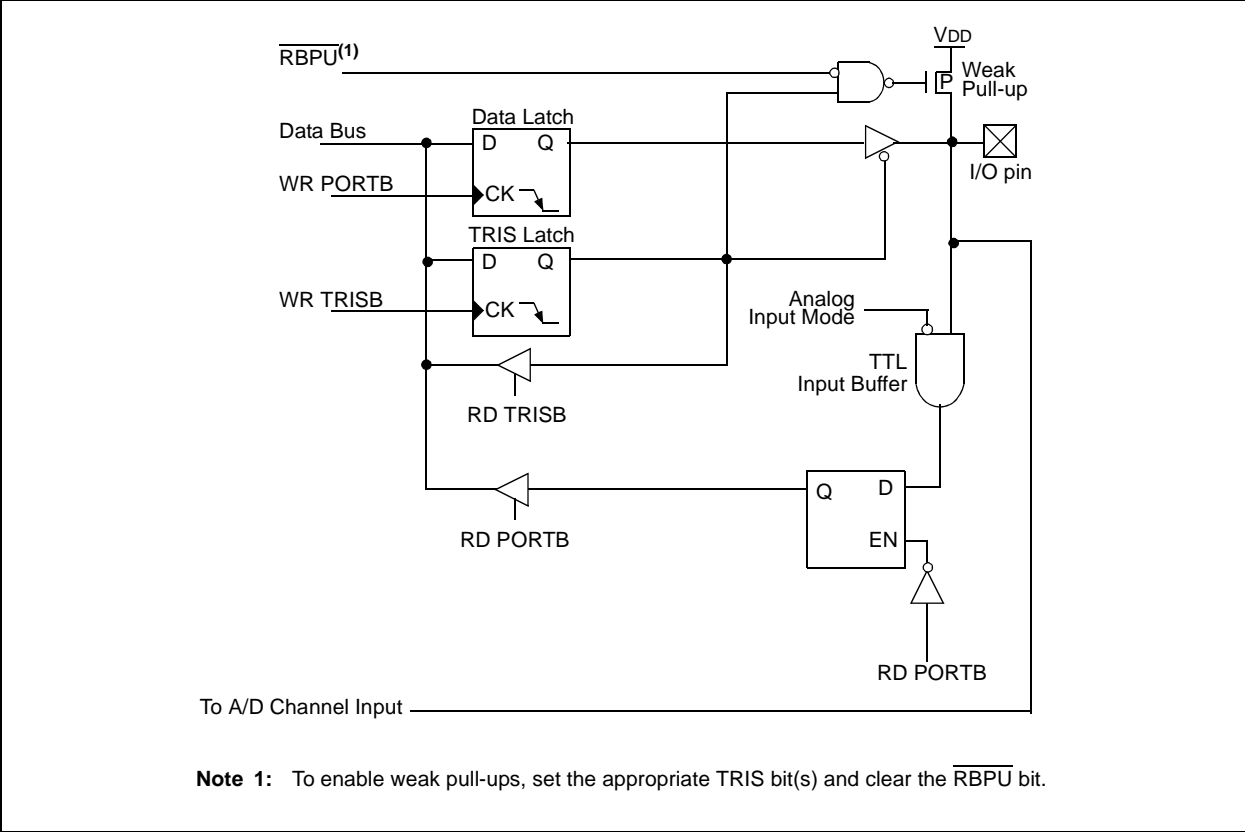 VDD
R̅B̅P̅U̅(1)
P
Weak
Pull-up
Data Latch
Data Bus
D Q
I/O pin
WR PORTB
CK
TRIS Latch
D Q
WR TRISB
CK
Analog
Input Mode
TTL
Input Buffer
RD TRISB
Q D
EN
RD PORTB
RD PORTB
To A/D Channel Input
Note 1: To enable weak pull-ups, set the appropriate TRIS bit(s) and clear the R̅B̅P̅U̅ bit.